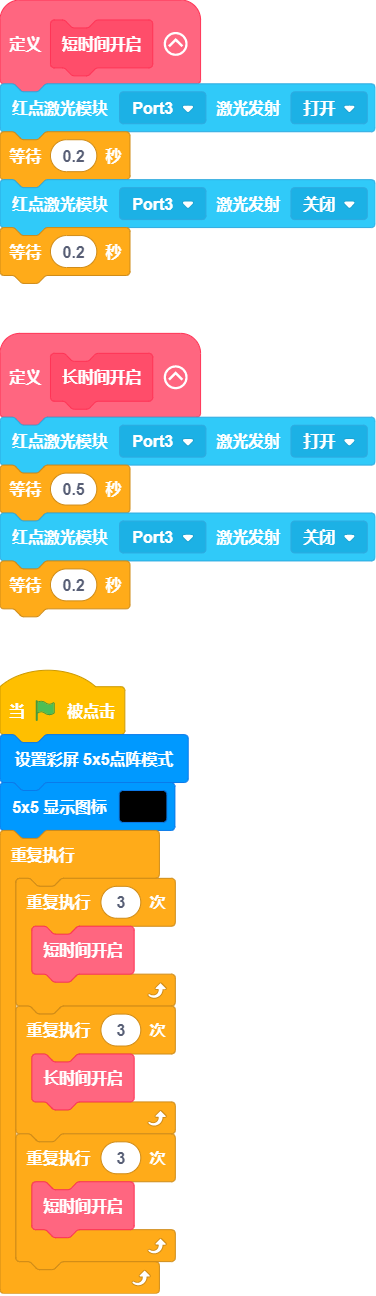 定义 短时间开启
红点激光模块 Port3 激光发射 打开
等待 0.2 秒
红点激光模块 Port3 激光发射 关闭
等待 0.2 秒
定义 长时间开启
红点激光模块 Port3 激光发射 打开
等待 0.5 秒
红点激光模块 Port3 激光发射 关闭
等待 0.2 秒
当 被点击
设置彩屏 5x5点阵模式
5x5 显示图标
重复执行
重复执行 3 次
短时间开启
重复执行 3 次
长时间开启
重复执行 3 次
短时间开启